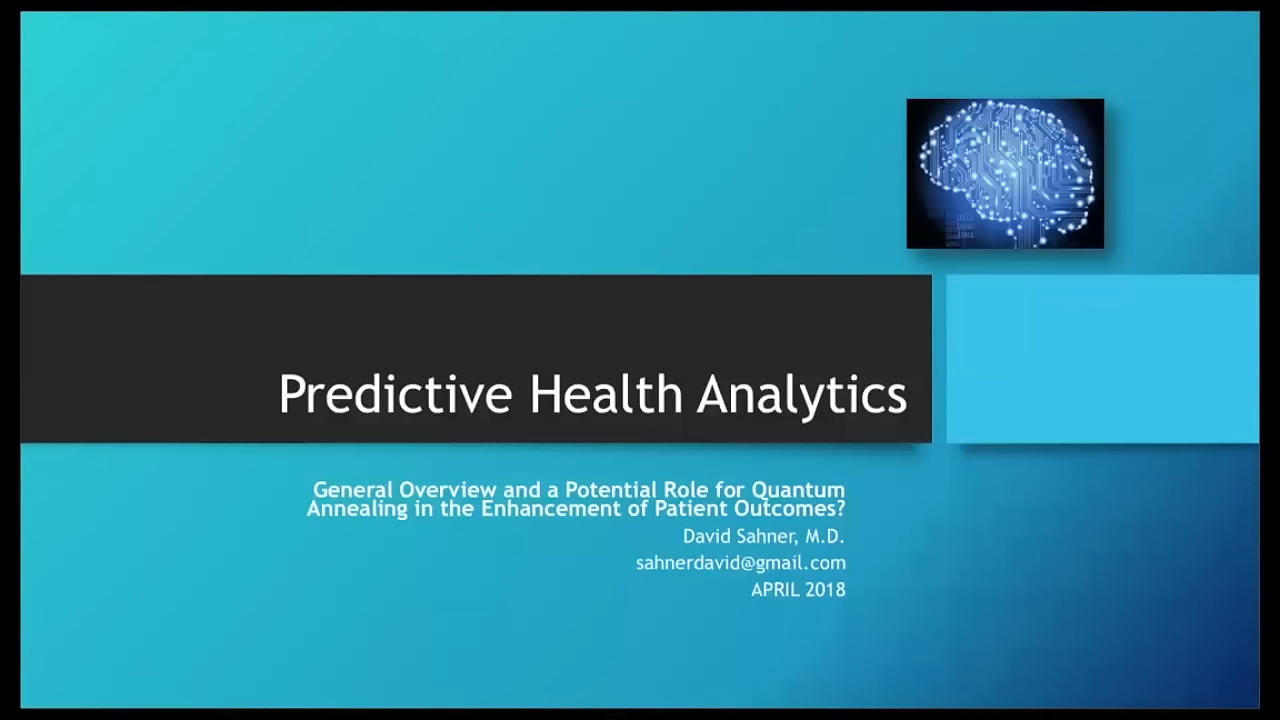 Predictive Health Analytics
General Overview and a Potential Role for Quantum
Annealing in the Enhancement of Patient Outcomes?
David Sahner, M.D.
sahnerdavid@gmail.com
APRIL 2018